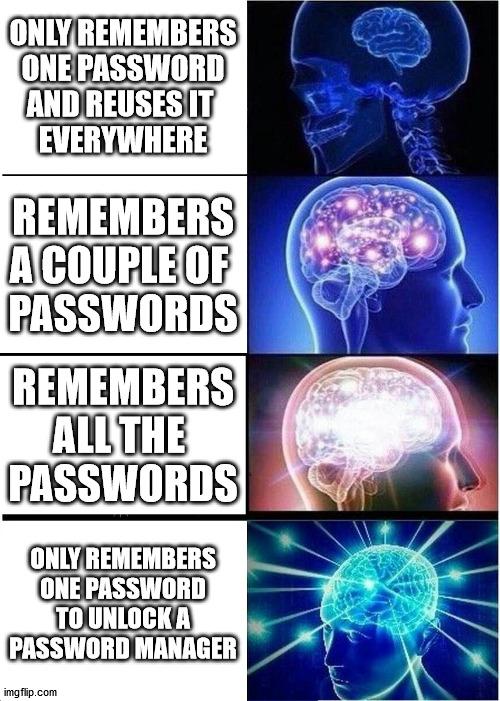 ONLY REMEMBERS
ONE PASSWORD
AND REUSES IT
EVERYWHERE
REMEMBERS
A COUPLE OF
PASSWORDS
REMEMBERS
ALL THE
PASSWORDS
ONLY REMEMBERS
ONE PASSWORD
TO UNLOCK A
PASSWORD MANAGER
imgflip.com